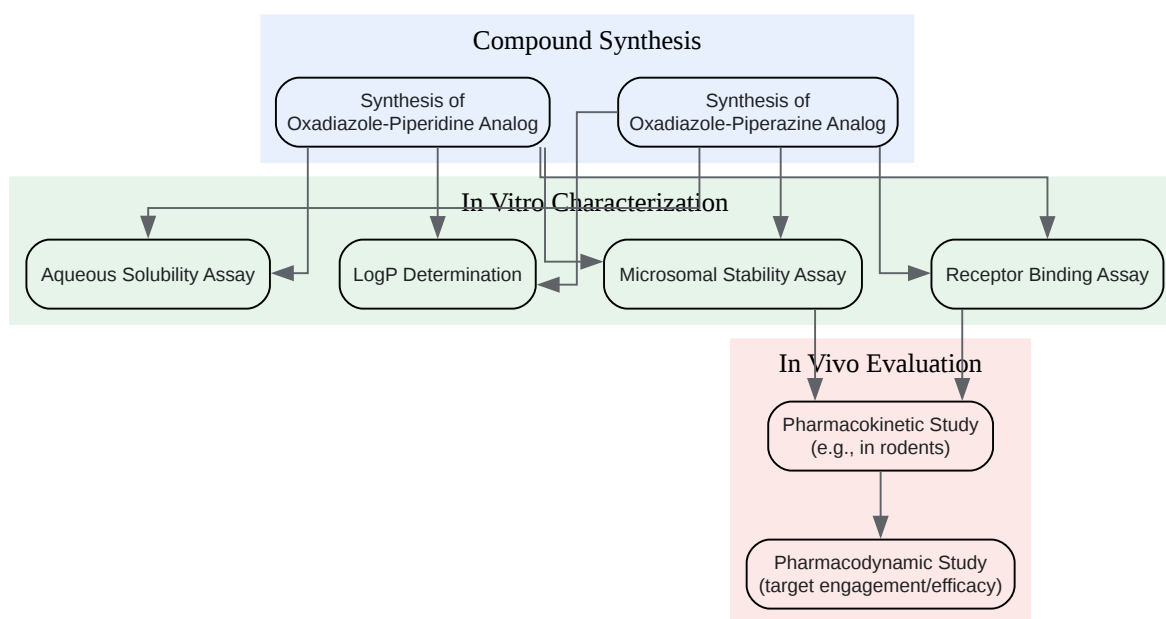 Compound Synthesis
Synthesis of
Oxadiazole-Piperidine Analog
Synthesis of
Oxadiazole-Piperazine Analog
In Vitro Characterization
Aqueous Solubility Assay
LogP Determination
Microsomal Stability Assay
Receptor Binding Assay
In Vivo Evaluation
Pharmacokinetic Study
(e.g., in rodents)
Pharmacodynamic Study
(target engagement/efficacy)